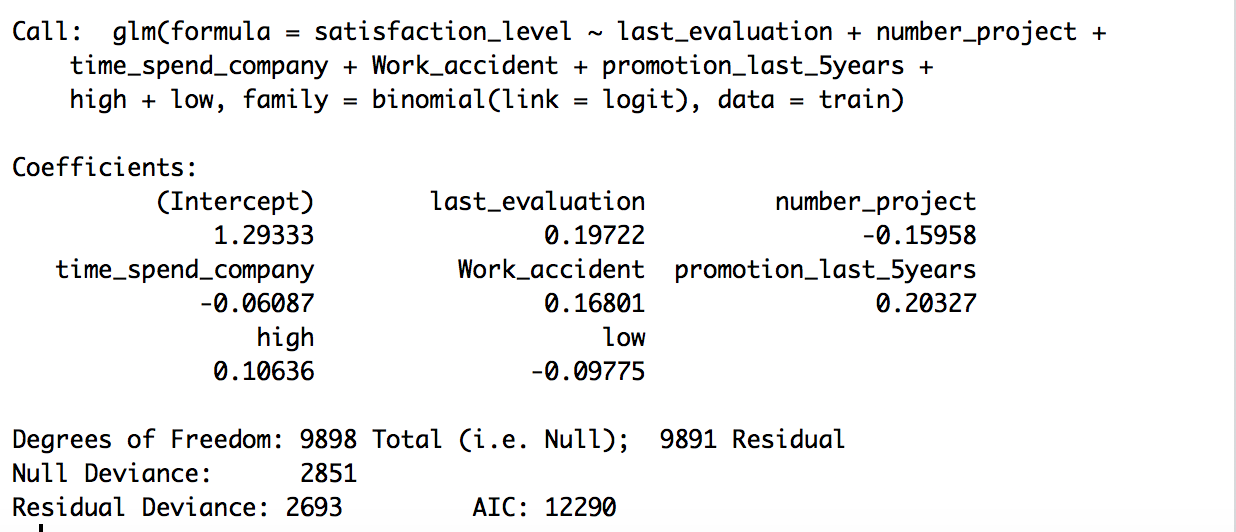 Call:  glm(formula = satisfaction_level ~ last_evaluation + number_project +
    time_spend_company + Work_accident + promotion_last_5years +
    high + low, family = binomial(link = logit), data = train)

Coefficients:
          (Intercept)        last_evaluation         number_project
              1.29333                0.19722               -0.15958
   time_spend_company          Work_accident  promotion_last_5years
             -0.06087                0.16801                0.20327
                 high                    low
              0.10636               -0.09775

Degrees of Freedom: 9898 Total (i.e. Null);  9891 Residual
Null Deviance:      2851
Residual Deviance: 2693         AIC: 12290